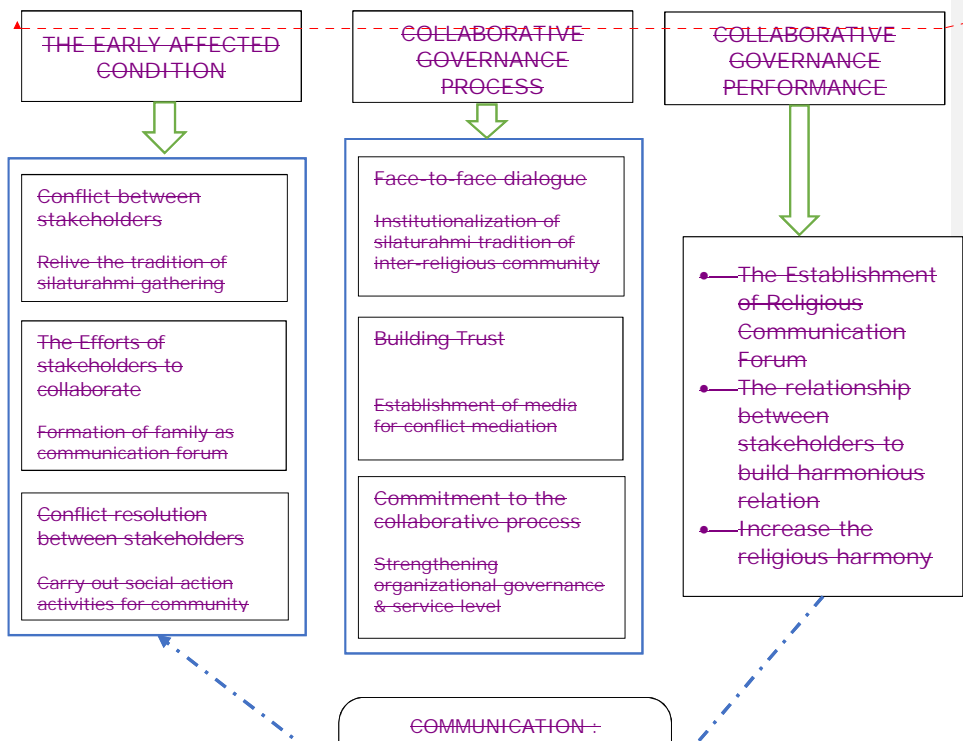 THE EARLY AFFECTED
CONDITION
Conflict between
stakeholders
Relive the tradition of
silaturahmi gathering
The Efforts of
stakeholders to
collaborate
Formation of family as
communication forum
Conflict resolution
between stakeholders
Carry out social action
activities for community
COLLABORATIVE
GOVERNANCE
PROCESS
Face-to-face dialogue
Institutionalization of
silaturahmi tradition of
inter-religious community
Building Trust
Establishment of media
for conflict mediation
Commitment to the
collaborative process
Strengthening
organizational governance
& service level
COLLABORATIVE
GOVERNANCE
PERFORMANCE
• The Establishment
of Religious
Communication
Forum
• The relationship
between
stakeholders to
build harmonious
relation
• Increase the
religious harmony
COMMUNICATION :